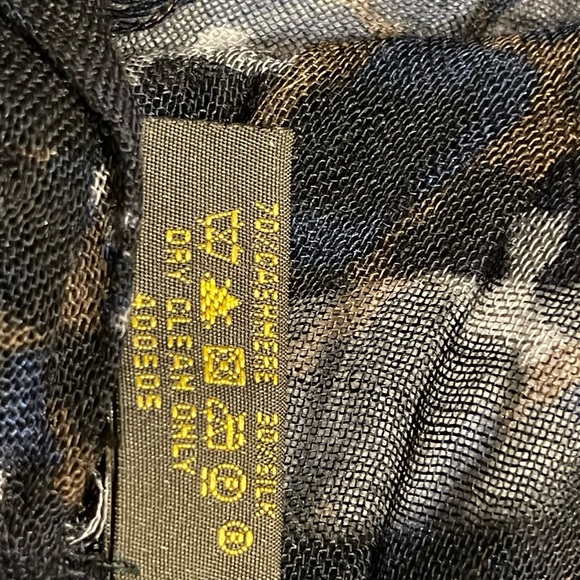 70% CASHMERE 30% SILK
DRY CLEAN ONLY
400505